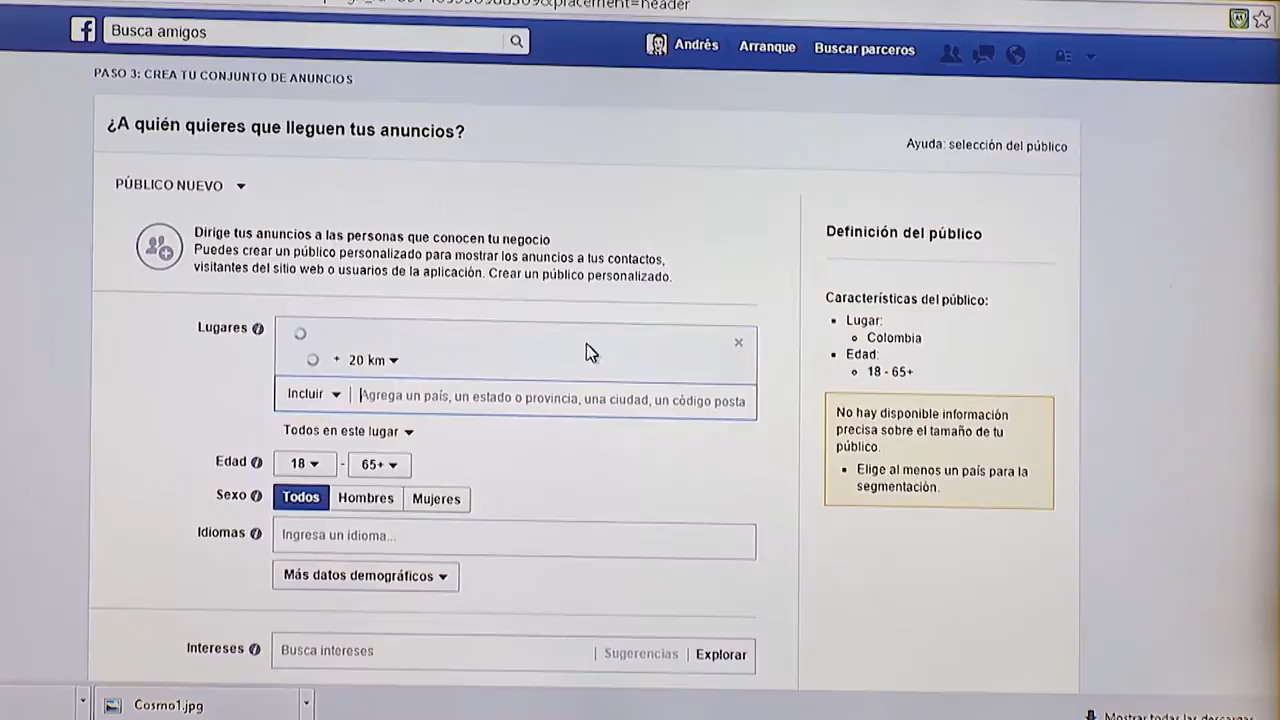 placement=header
Busca amigos
Andrés
Arranque
Buscar parceros
PASO 3: CREA TU CONJUNTO DE ANUNCIOS
¿A quién quieres que lleguen tus anuncios?
Ayuda: selección del público
PÚBLICO NUEVO
Dirige tus anuncios a las personas que conocen tu negocio
Puedes crear un público personalizado para mostrar los anuncios a tus contactos,
visitantes del sitio web o usuarios de la aplicación. Crear un público personalizado.
Definición del público
Características del público:
Lugar:
Colombia
Edad:
18 - 65+
No hay disponible información
precisa sobre el tamaño de tu
público.
Elige al menos un país para la
segmentación.
Lugares
+ 20 km
Incluir | Agrega un país, un estado o provincia, una ciudad, un código posta
Todos en este lugar
Edad 18 - 65+
Sexo Todos Hombres Mujeres
Idiomas Ingresa un idioma...
Más datos demográficos
Intereses Busca intereses | Sugerencias | Explorar
Cosmo1.jpg
Mostrar todas las descargas